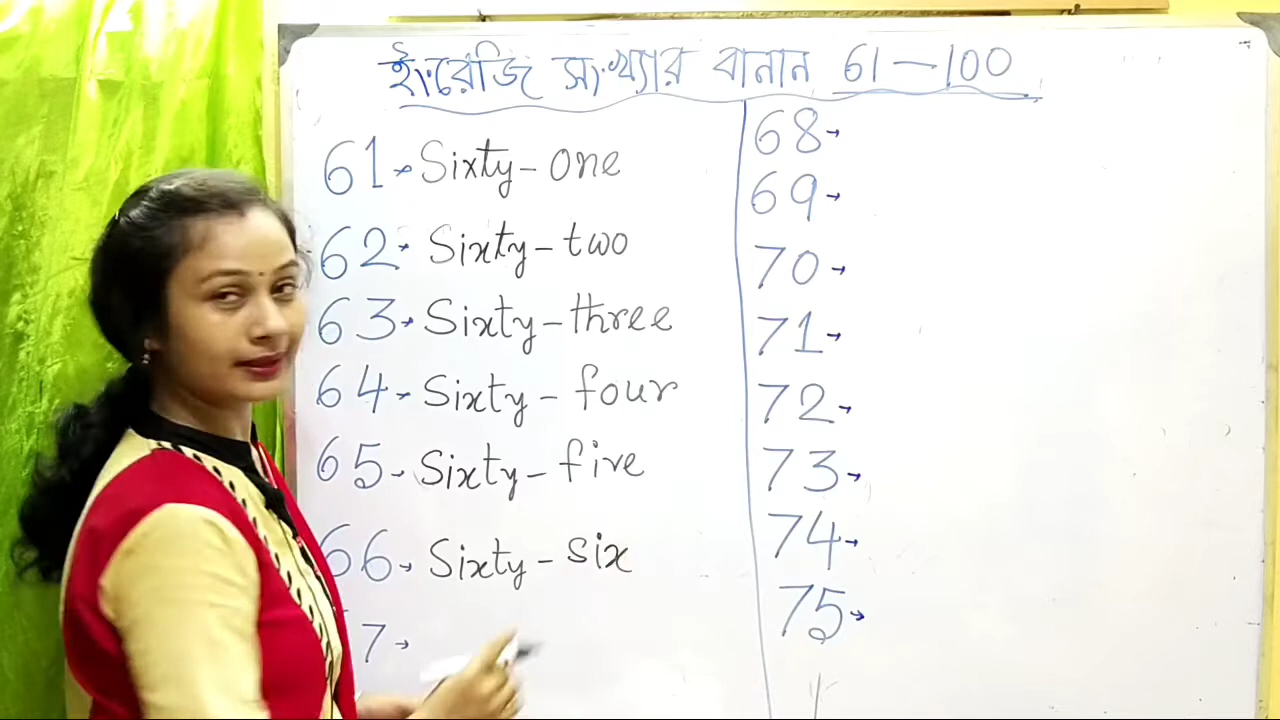 ইংরেজি সংখ্যার বানান 61-100
61→ Sixty-one
62→ Sixty-two
63→ Sixty-three
64→ Sixty-four
65→ Sixty-five
66→ Sixty-six
7→
68→
69→
70→
71→
72→
73→
74→
75→